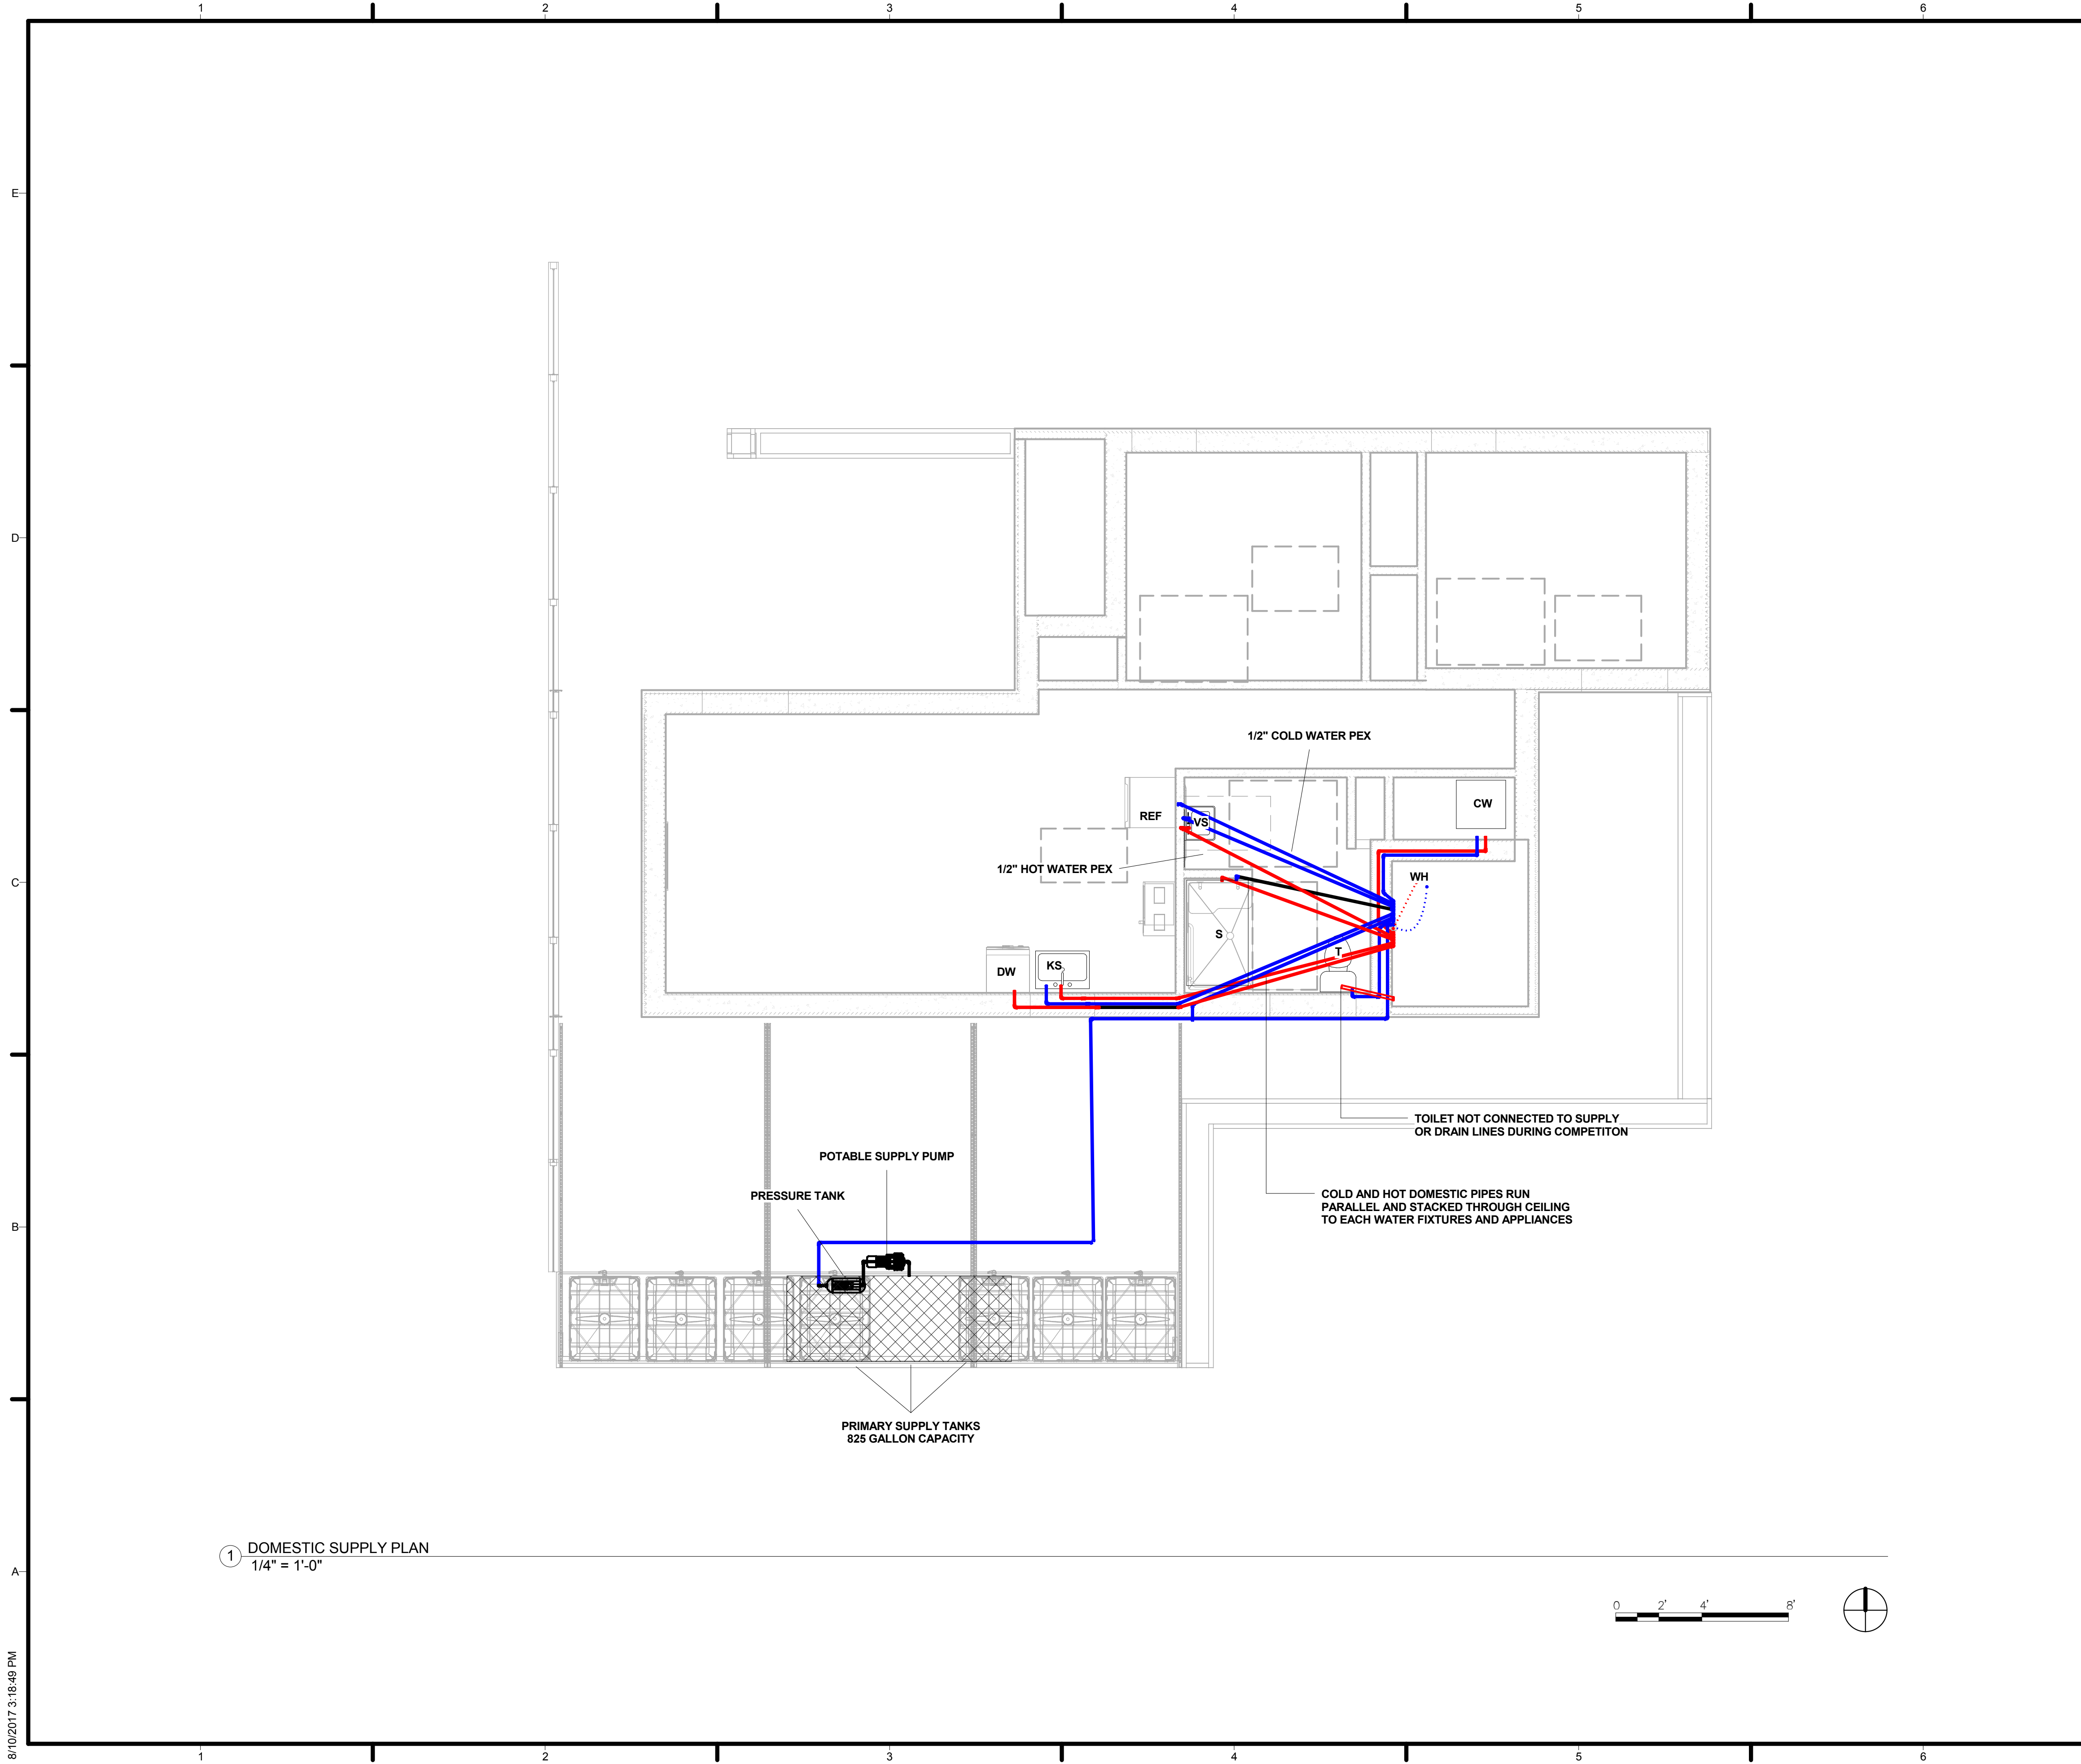 1 2 3 4 5 6
E
D
1/2" COLD WATER PEX
CW
REF
VS
1/2" HOT WATER PEX
WH
C
S
T
KS
DW
TOILET NOT CONNECTED TO SUPPLY
OR DRAIN LINES DURING COMPETITON
POTABLE SUPPLY PUMP
PRESSURE TANK
COLD AND HOT DOMESTIC PIPES RUN
PARALLEL AND STACKED THROUGH CEILING
TO EACH WATER FIXTURES AND APPLIANCES
B
PRIMARY SUPPLY TANKS
825 GALLON CAPACITY
1 DOMESTIC SUPPLY PLAN
1/4" = 1'-0"
A
0 2' 4' 8'
8/10/2017 3:18:49 PM
1 2 3 4 5 6